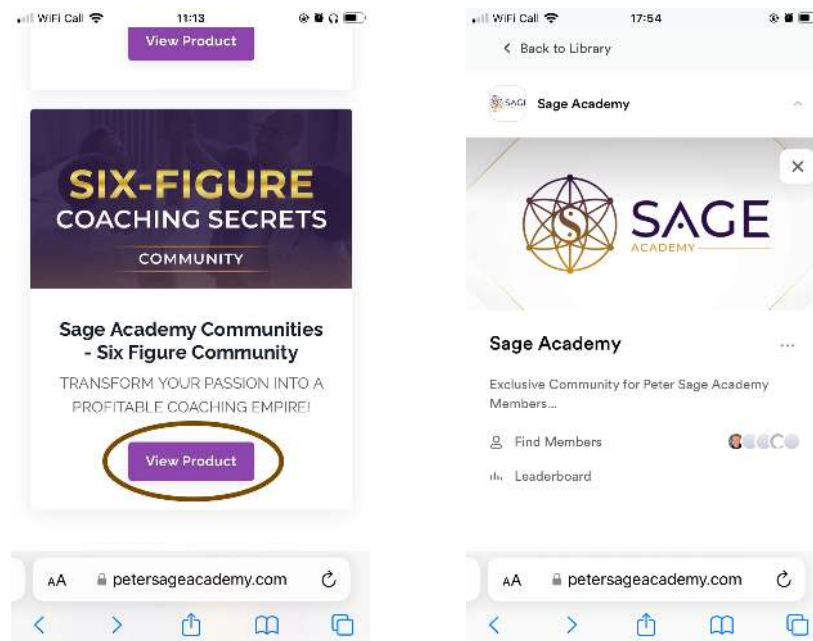 WiFi Call
11:13
View Product
SIX-FIGURE
COACHING SECRETS
COMMUNITY
Sage Academy Communities
- Six Figure Community
TRANSFORM YOUR PASSION INTO A
PROFITABLE COACHING EMPIRE!
View Product
AA petersageacademy.com
WiFi Call
17:54
Back to Library
SAGE Sage Academy
SAGE
ACADEMY
Sage Academy
Exclusive Community for Peter Sage Academy
Members...
Find Members
Leaderboard
AA petersageacademy.com